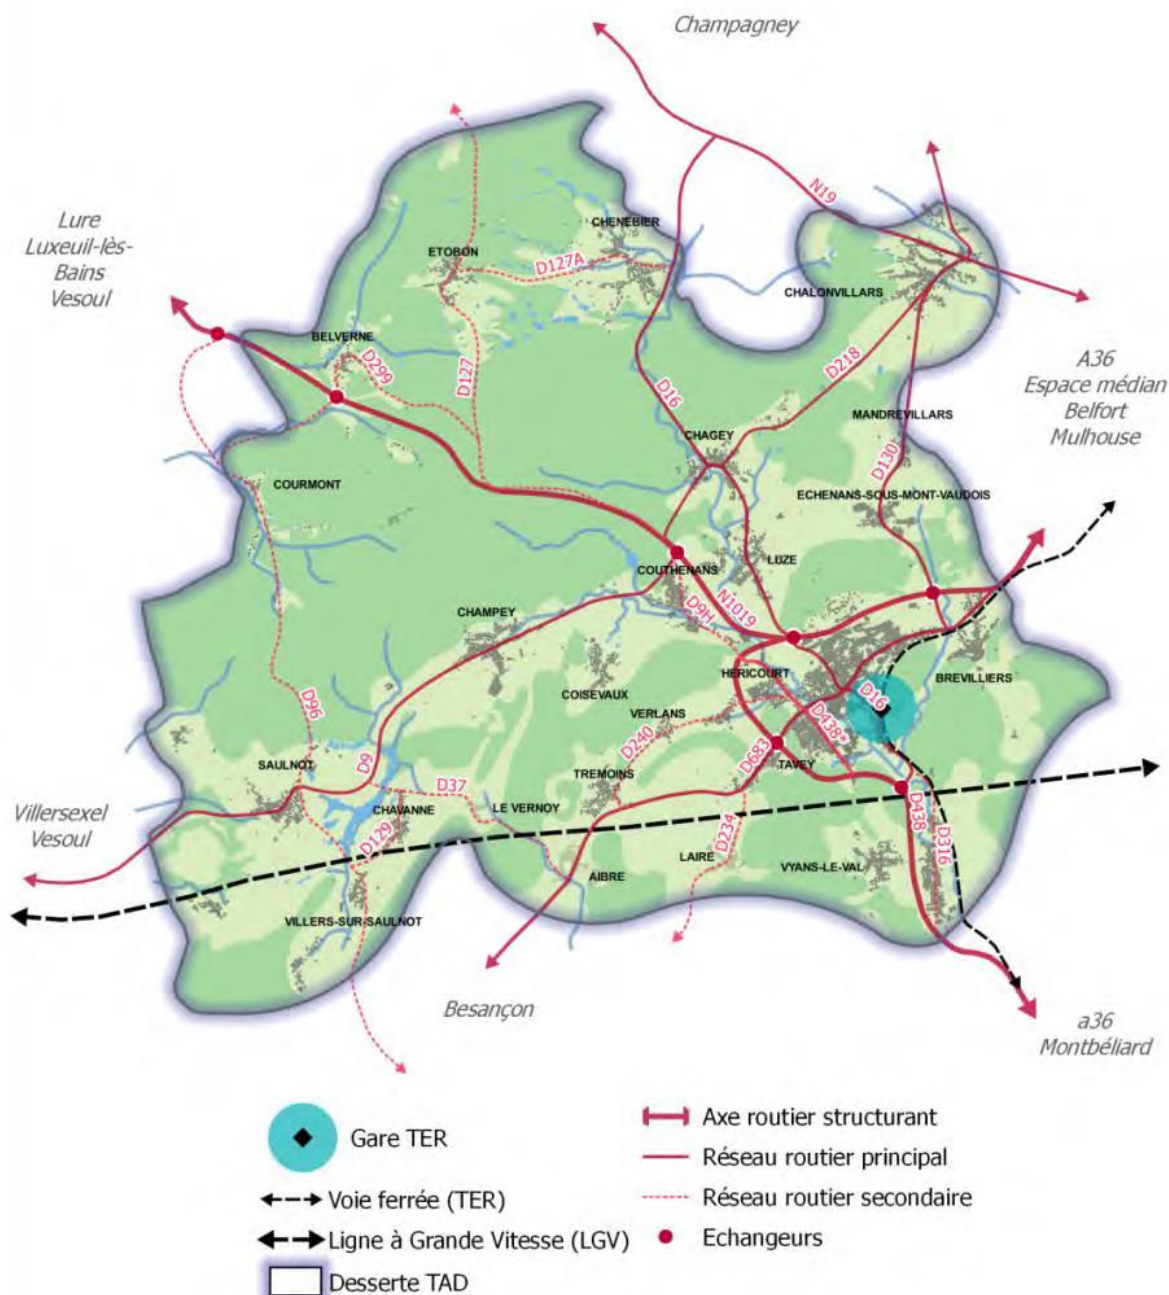 Champagney
N19
Lure
Luxeuil-lès-
Bains
Vesoul
CHENEBIER
ETOBON
D127A
CHALONVILLARS
BELVERNE
D299
D127
D16
D218
A36
Espace médian
Belfort
Mulhouse
MANDREVILLARS
CHAGEY
D130
COURMONT
ECHENANS-SOUS-MONT-VAUDOIS
LUZE
COUTHENANS
D9H
N1019
CHAMPEY
HERICOURT
BREVILLIERS
COISEVAUX
D16
VERLANS
D438*
D96
D240
D683
SAULNOT
D9
TREMOINS
TAVEY
D37
CHAVANNE
LE VERNOY
Villersexel
Vesoul
D129
D234
D438
D316
LAIRE
VYANS-LE-VAL
AIBRE
VILLERS-SUR-SAULNOT
Besançon
a36
Montbéliard
Gare TER
Voie ferrée (TER)
Ligne à Grande Vitesse (LGV)
Desserte TAD
Axe routier structurant
Réseau routier principal
Réseau routier secondaire
Echangeurs